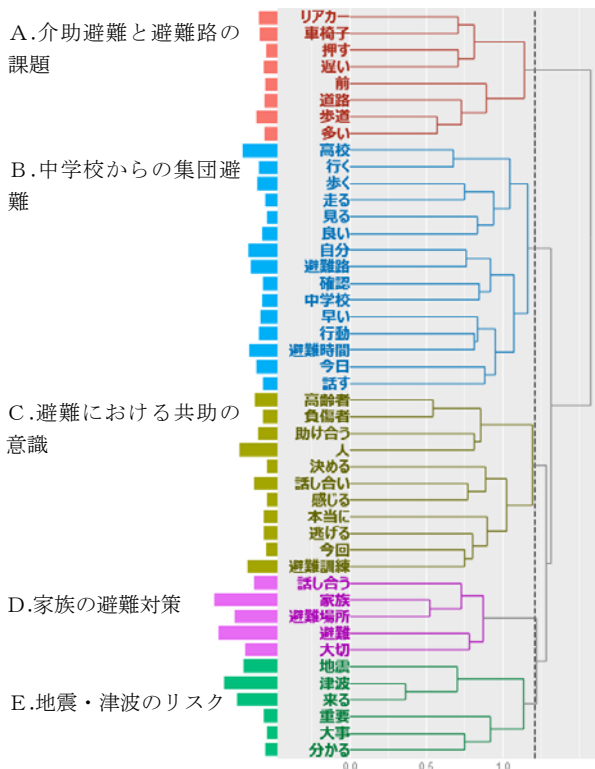 A.介助避難と避難路の
課題
B.中学校からの集団避
難
C.避難における共助の
意識
D.家族の避難対策
E.地震・津波のリスク
リアカー
車椅子
押す
遅い
前
道路
歩道
多い
高校
行く
歩く
走る
見る
良い
自分
避難路
確認
中学校
早い
行動
避難時間
今日
話す
高齢者
負傷者
助け合う
人
決める
話し合い
感じる
本当に
逃げる
今回
避難訓練
話し合う
家族
避難場所
避難
大切
地震
津波
来る
重要
大事
分かる
0.0 0.5 1.0